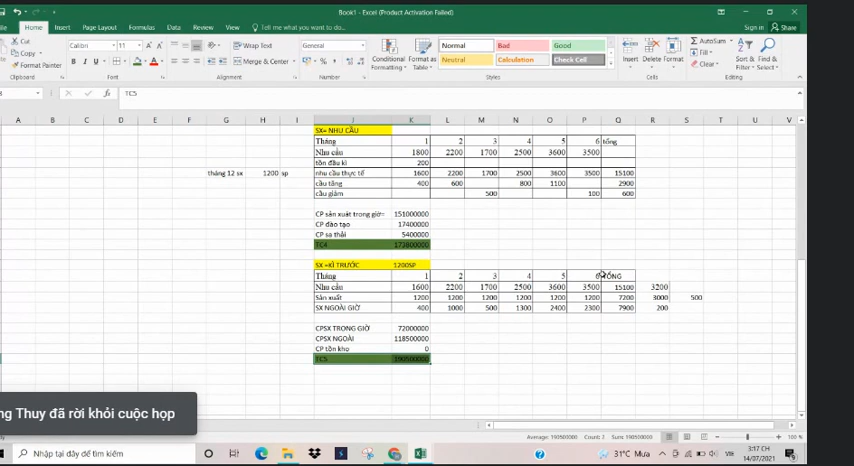 Book1 - Excel (Product Activation Failed)
Home Insert Page Layout Formulas Data Review View Tell me what you want to do... Sign in Share
Cut
Copy
Format Painter
Clipboard
Calibri 11
B I U
Font
Wrap Text
Merge & Center
Alignment
General
Number
Conditional Formatting
Format as Table
Normal Bad Good
Neutral Calculation Check Cell
Styles
Insert Delete Format
Cells
AutoSum
Fill
Clear
Sort & Filter
Find & Select
Editing
TC5
A B C D E F G H I J K L M N O P Q R S T U V
SX= NHU CẦU
Tháng 1 2 3 4 5 6 tổng
Nhu cầu 1800 2200 1700 2500 3600 3500
tồn đầu kì 200
tháng 12 sx 1200 sp
nhu cầu thực tế 1600 2200 1700 2500 3600 3500 15100
cầu tăng 400 600 800 1100 2900
cầu giảm 500 100 600
CP sản xuất trong giờ= 151000000
CP đào tạo 17400000
CP sa thải 5400000
TC4 173800000
SX =KÌ TRƯỚC 1200SP
Tháng 1 2 3 4 5 6 TỔNG
Nhu cầu 1600 2200 1700 2500 3600 3500 15100 3200
Sản xuất 1200 1200 1200 1200 1200 1200 7200 3000 500
SX NGOÀI GIỜ 400 1000 500 1300 2400 2300 7900 200
CPSX TRONG GIỜ 72000000
CPSX NGOÀI 118500000
CP tồn kho 0
TC5 190500000
ng Thuy đã rời khỏi cuộc họp
Average: 190500000 Count: 2 Sum: 190500000 100 %
Nhập tại đây để tìm kiếm
31°C Mưa
VIE
3:17 CH
14/07/2021